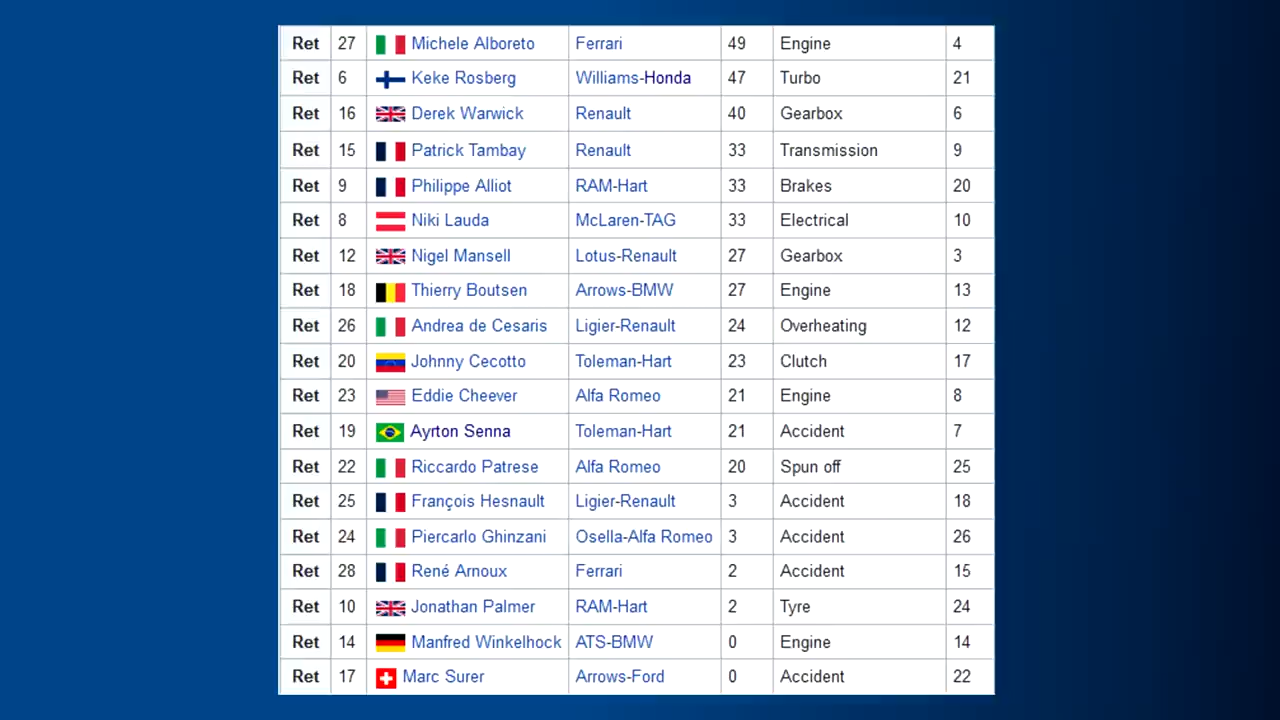 Ret 27 Michele Alboreto Ferrari 49 Engine 4
Ret 6 Keke Rosberg Williams-Honda 47 Turbo 21
Ret 16 Derek Warwick Renault 40 Gearbox 6
Ret 15 Patrick Tambay Renault 33 Transmission 9
Ret 9 Philippe Alliot RAM-Hart 33 Brakes 20
Ret 8 Niki Lauda McLaren-TAG 33 Electrical 10
Ret 12 Nigel Mansell Lotus-Renault 27 Gearbox 3
Ret 18 Thierry Boutsen Arrows-BMW 27 Engine 13
Ret 26 Andrea de Cesaris Ligier-Renault 24 Overheating 12
Ret 20 Johnny Cecotto Toleman-Hart 23 Clutch 17
Ret 23 Eddie Cheever Alfa Romeo 21 Engine 8
Ret 19 Ayrton Senna Toleman-Hart 21 Accident 7
Ret 22 Riccardo Patrese Alfa Romeo 20 Spun off 25
Ret 25 François Hesnault Ligier-Renault 3 Accident 18
Ret 24 Piercarlo Ghinzani Osella-Alfa Romeo 3 Accident 26
Ret 28 René Arnoux Ferrari 2 Accident 15
Ret 10 Jonathan Palmer RAM-Hart 2 Tyre 24
Ret 14 Manfred Winkelhock ATS-BMW 0 Engine 14
Ret 17 Marc Surer Arrows-Ford 0 Accident 22